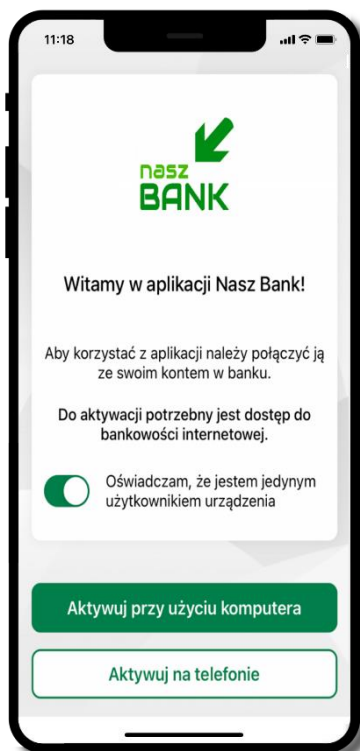 11:18
nasz
BANK
Witamy w aplikacji Nasz Bank!
Aby korzystać z aplikacji należy połączyć ją
ze swoim kontem w banku.
Do aktywacji potrzebny jest dostęp do
bankowości internetowej.
Oświadczam, że jestem jedynym
użytkownikiem urządzenia
Aktywuj przy użyciu komputera
Aktywuj na telefonie